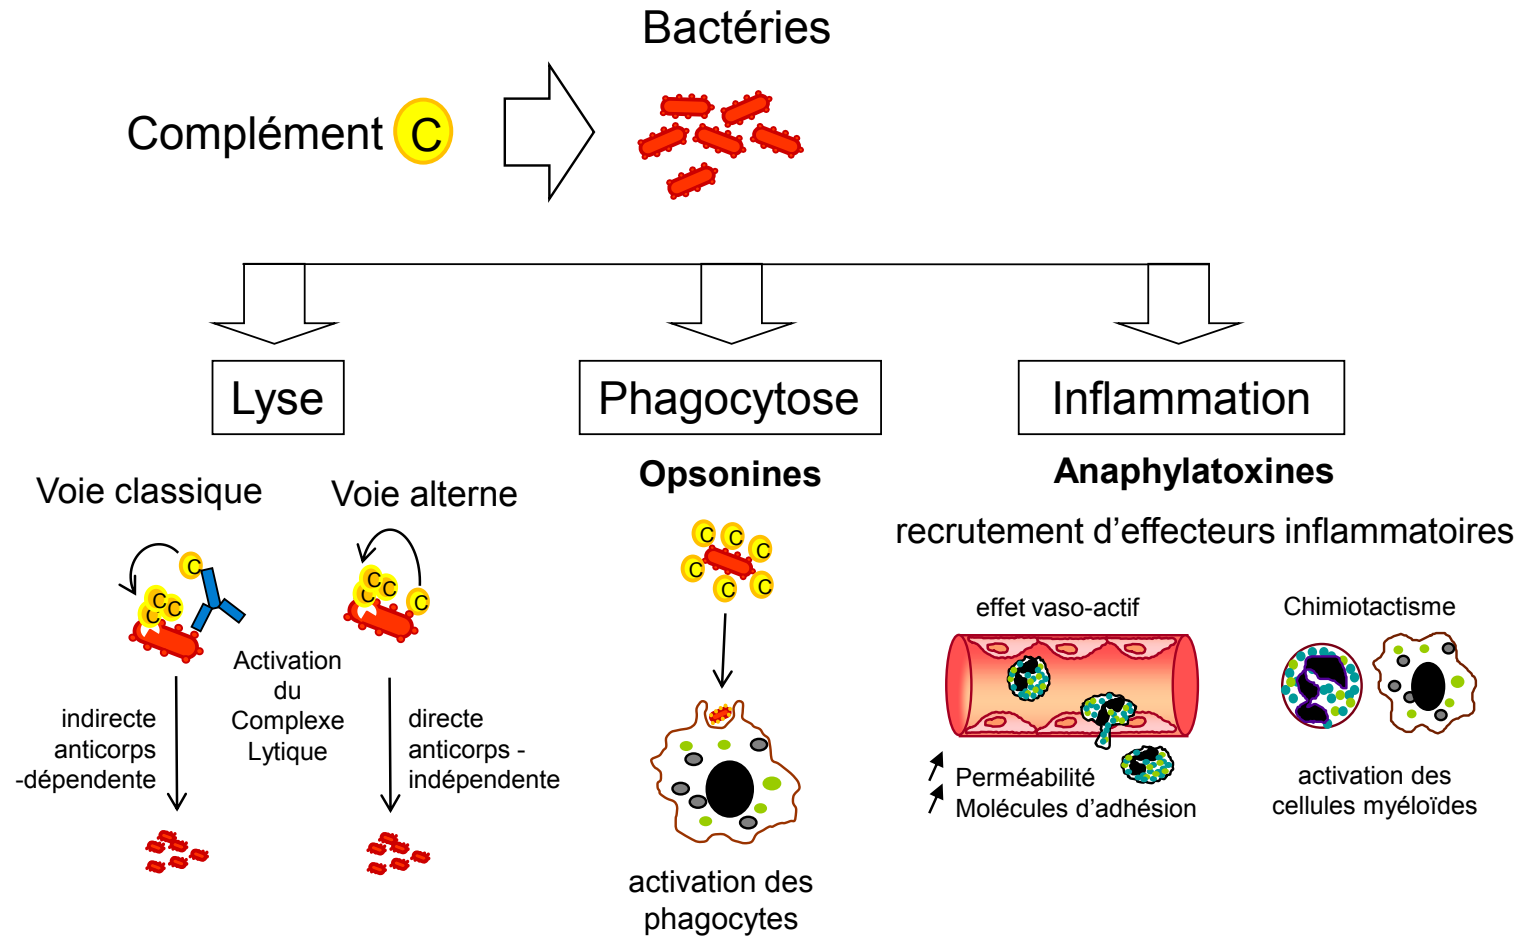 Bactéries
Complément C
Lyse
Phagocytose
Inflammation
Voie classique
Voie alterne
C
C
C
C
C
C
C
C
Activation
du
Complexe
Lytique
indirecte
anticorps
-dépendente
directe
anticorps -
indépendente
Opsonines
C
C
C
C
C
C
activation des
phagocytes
Anaphylatoxines
recrutement d’effecteurs inflammatoires
effet vaso-actif
Perméabilité
Molécules d’adhésion
Chimiotactisme
activation des
cellules myéloïdes